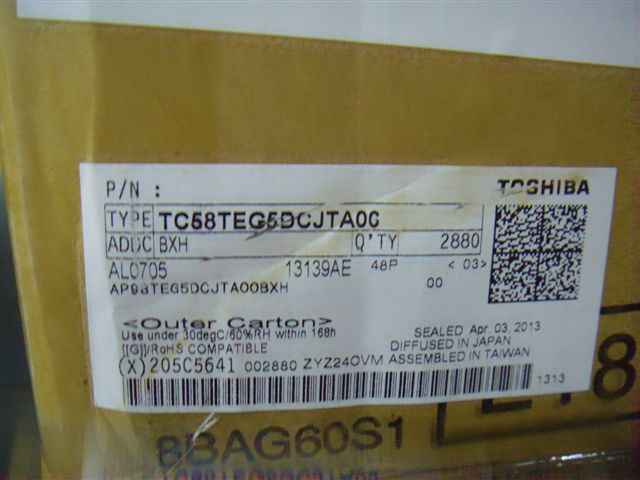 P/N :
TOSHIBA
TYPE TC58TEG5DCJTA00
ADDC BXH Q'TY 2880
AL0705 13139AE 48P < 03>
AP98TEG5DCJTA00BXH 00
<Outer Carton>
SEALED Apr. 03, 2013
Use under 30degC/60%RH within 168h
DIFFUSED IN JAPAN
[[G]]/RoHS COMPATIBLE
ASSEMBLED IN TAIWAN
(X)205C5641 002880 ZYZ240VM
1313
8BAG60S1